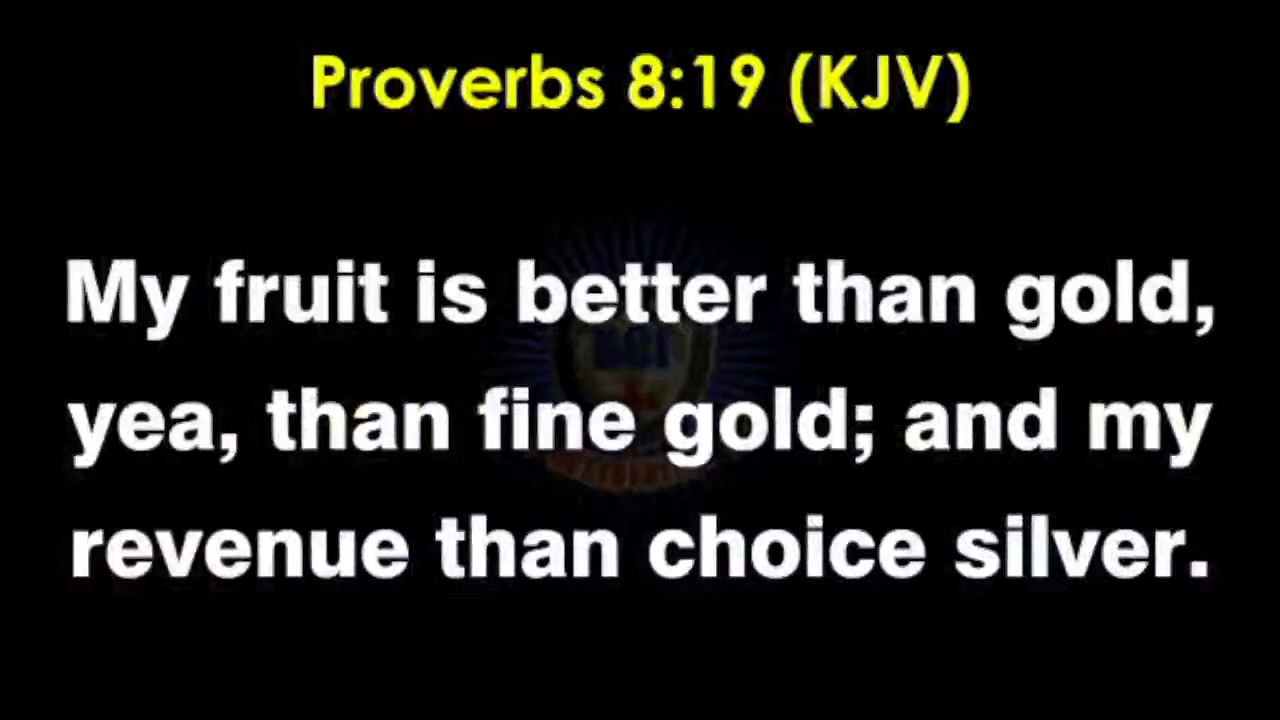 Proverbs 8:19 (KJV)
My fruit is better than gold,
yea, than fine gold; and my
revenue than choice silver.